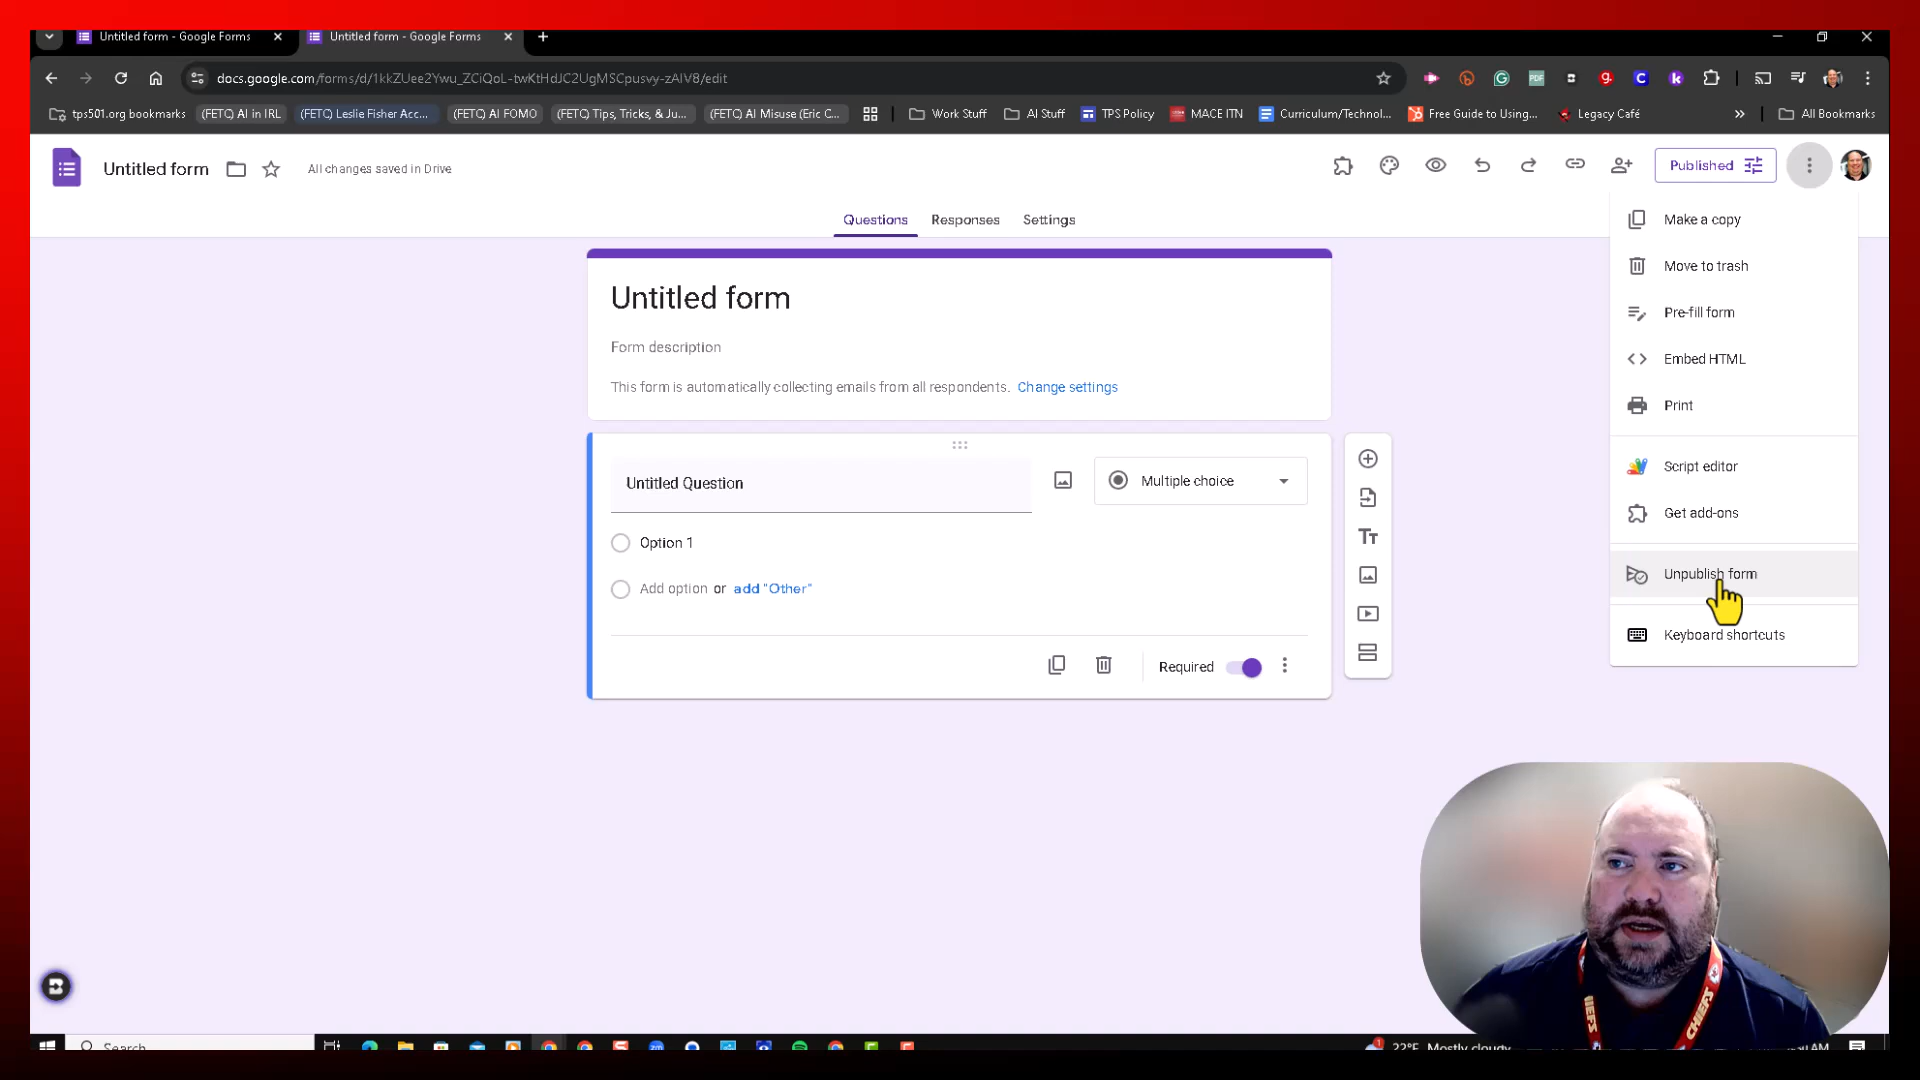 Untitled form - Google Forms
Untitled form - Google Forms
docs.google.com/forms/d/1kkZUee2Ywu_ZCiQoL-twKtHdJC2UgMSCpusvy-zAIV8/edit
tps501.org bookmarks
(FETC) AI in IRL
(FETC) Leslie Fisher Acc...
(FETC) AI FOMO
(FETC) Tips, Tricks, & Ju...
(FETC) AI Misuse (Eric C...
Work Stuff
AI Stuff
TPS Policy
MACE ITN
Curriculum/Technol...
Free Guide to Using...
Legacy Café
All Bookmarks
Untitled form
All changes saved in Drive
Published
Questions
Responses
Settings
Untitled form
Form description
This form is automatically collecting emails from all respondents. Change settings
Untitled Question
Multiple choice
Option 1
Add option or add "Other"
Required
Make a copy
Move to trash
Pre-fill form
Embed HTML
Print
Script editor
Get add-ons
Unpublish form
Keyboard shortcuts
CHIEFS
Search
22°F Mostly cloudy